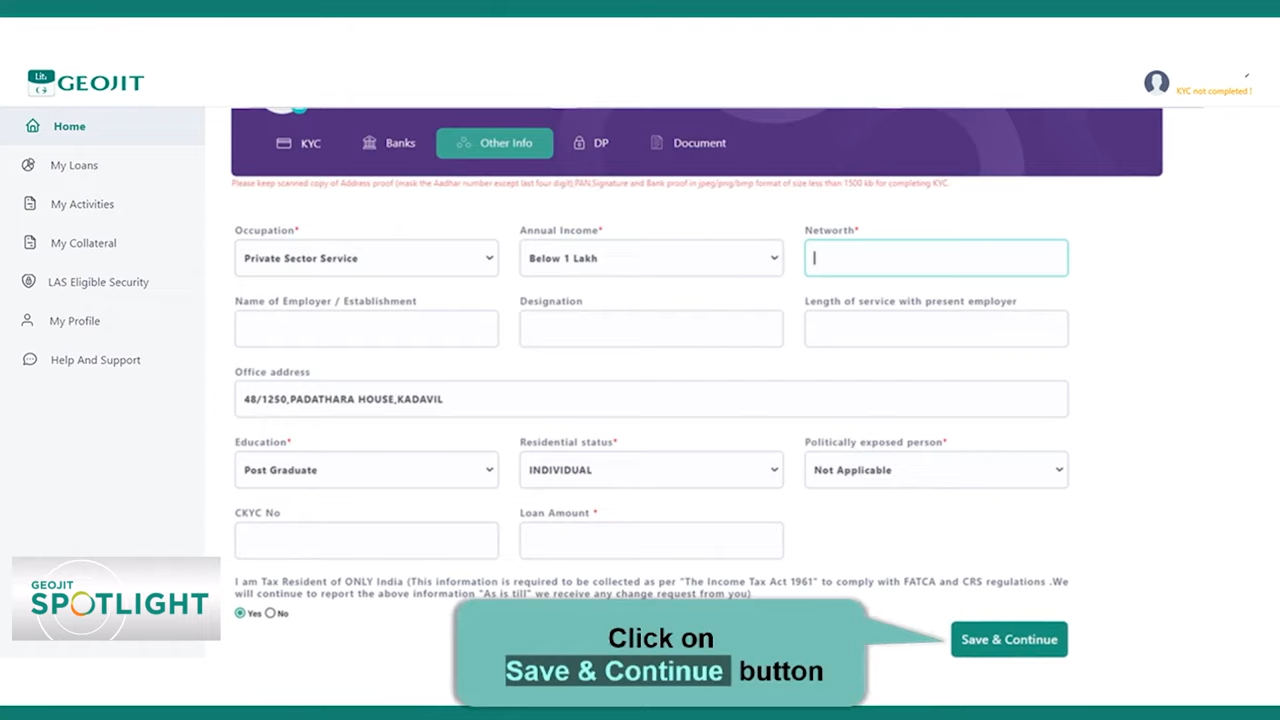 GEOJIT
KYC not completed !
Home
My Loans
My Activities
My Collateral
LAS Eligible Security
My Profile
Help And Support
KYC
Banks
Other Info
DP
Document
Please keep scanned copy of Address proof (mask the Aadhar number except last four digit),PAN,Signature and Bank proof in jpeg/png/bmp format of size less than 1500 kb for completing KYC.
Occupation*
Annual Income*
Networth*
Private Sector Service
Below 1 Lakh
Name of Employer / Establishment
Designation
Length of service with present employer
Office address
48/1250,PADATHARA HOUSE,KADAVIL
Education*
Residential status*
Politically exposed person*
Post Graduate
INDIVIDUAL
Not Applicable
CKYC No
Loan Amount *
I am Tax Resident of ONLY India (This information is required to be collected as per "The Income Tax Act 1961" to comply with FATCA and CRS regulations .We
will continue to report the above information "As is till" we receive any change request from you)
Yes No
Save & Continue
Click on
Save & Continue button
GEOJIT
SPOTLIGHT